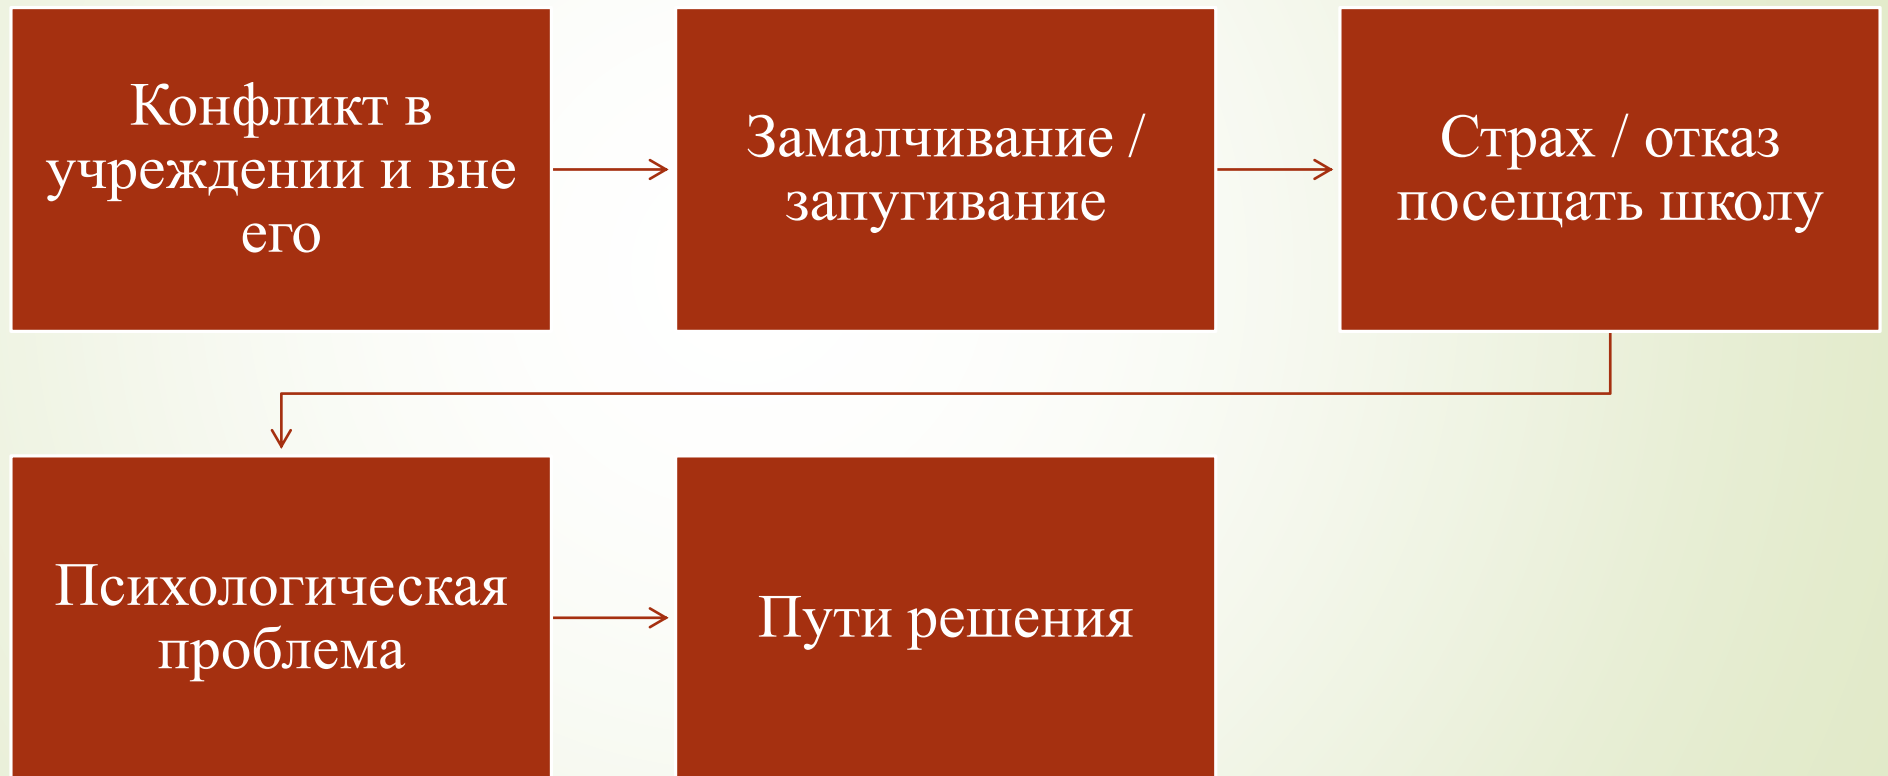 Конфликт в
учреждении и вне
его
Замалчивание /
запугивание
Страх / отказ
посещать школу
Психологическая
проблема
Пути решения